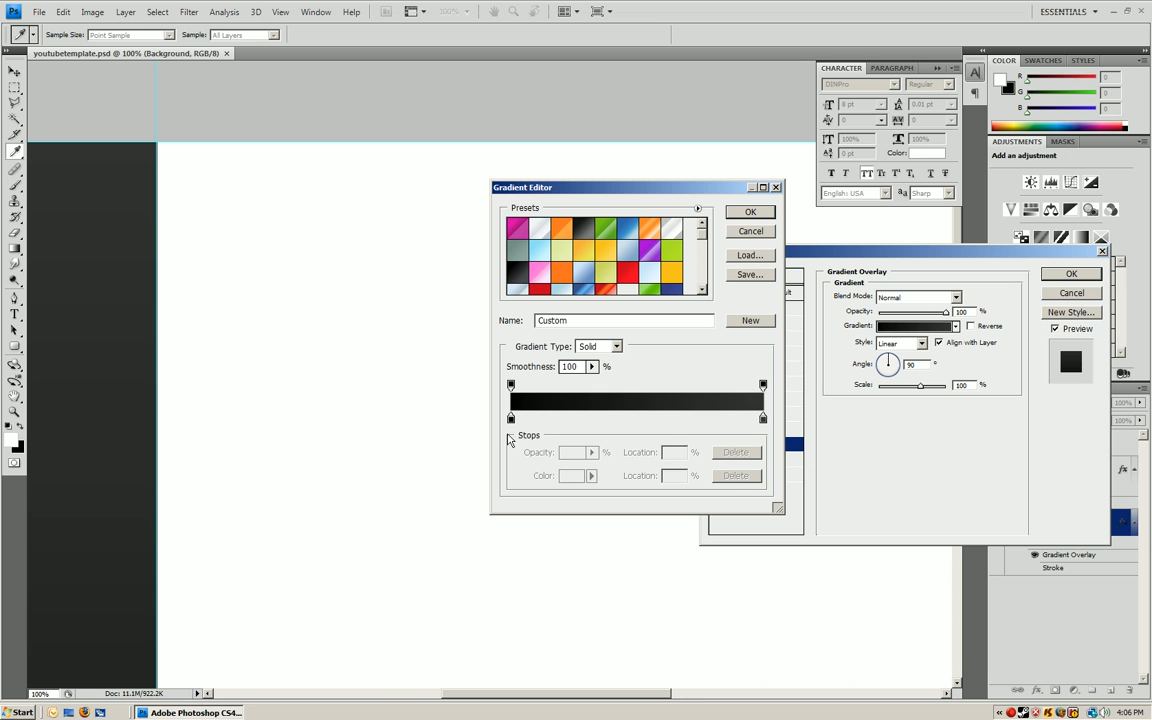 Ps File Edit Image Layer Select Filter Analysis 3D View Window Help 100% ESSENTIALS
Sample Size: Point Sample Sample: All Layers
youtubetemplate.psd @ 100% (Background, RGB/8) ×
CHARACTER PARAGRAPH
DINPro Regular
8 pt 0.01 pt
0 0
100% 100%
0 pt Color:
T T TT Tt T T T T
English: USA aa Sharp
COLOR SWATCHES STYLES
R 0
G 0
B 0
ADJUSTMENTS MASKS
Add an adjustment
Gradient Editor
Presets
OK
Cancel
Load...
Save...
Name: Custom New
Gradient Type: Solid
Smoothness: 100 %
Stops
Opacity: % Location: % Delete
Color: Location: % Delete
Gradient Overlay
Gradient
Blend Mode: Normal
Opacity: 100 %
Gradient: Reverse
Style: Linear Align with Layer
Angle: 90 °
Scale: 100 %
OK
Cancel
New Style...
Preview
100%
100%
fx
Gradient Overlay
Stroke
100% Doc: 11.1M/922.2K
Start Adobe Photoshop CS4... 4:06 PM